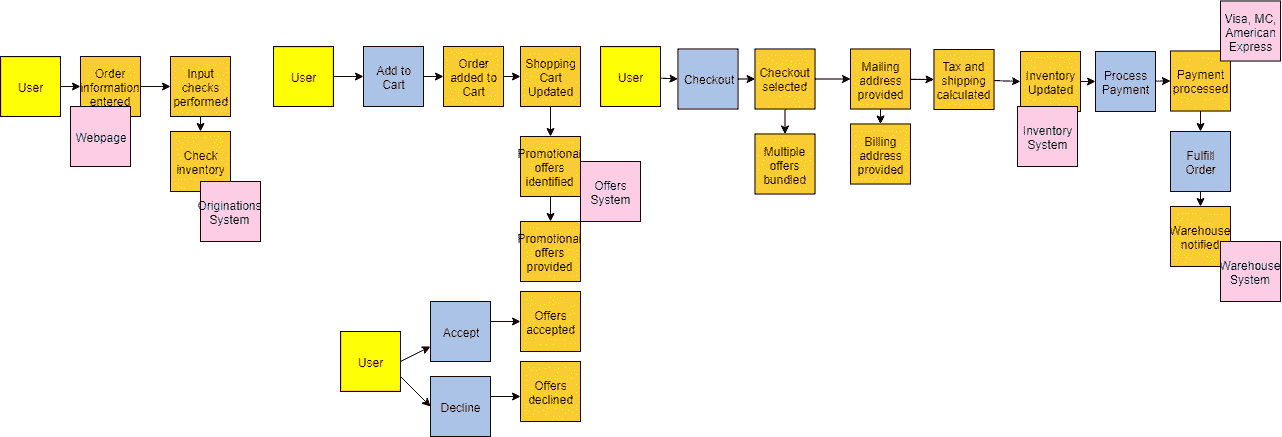 User
Order
information
entered
Webpage
Input
checks
performed
Check
inventory
Originations
System
User
Add to
Cart
Order
added to
Cart
Shopping
Cart
Updated
Promotional
offers
identified
Offers
System
Promotional
offers
provided
User
Accept
Offers
accepted
Decline
Offers
declined
User
Checkout
Checkout
selected
Multiple
offers
bundled
Mailing
address
provided
Billing
address
provided
Tax and
shipping
calculated
Inventory
Updated
Inventory
System
Process
Payment
Payment
processed
Visa, MC,
American
Express
Fulfill
Order
Warehouse
notified
Warehouse
System